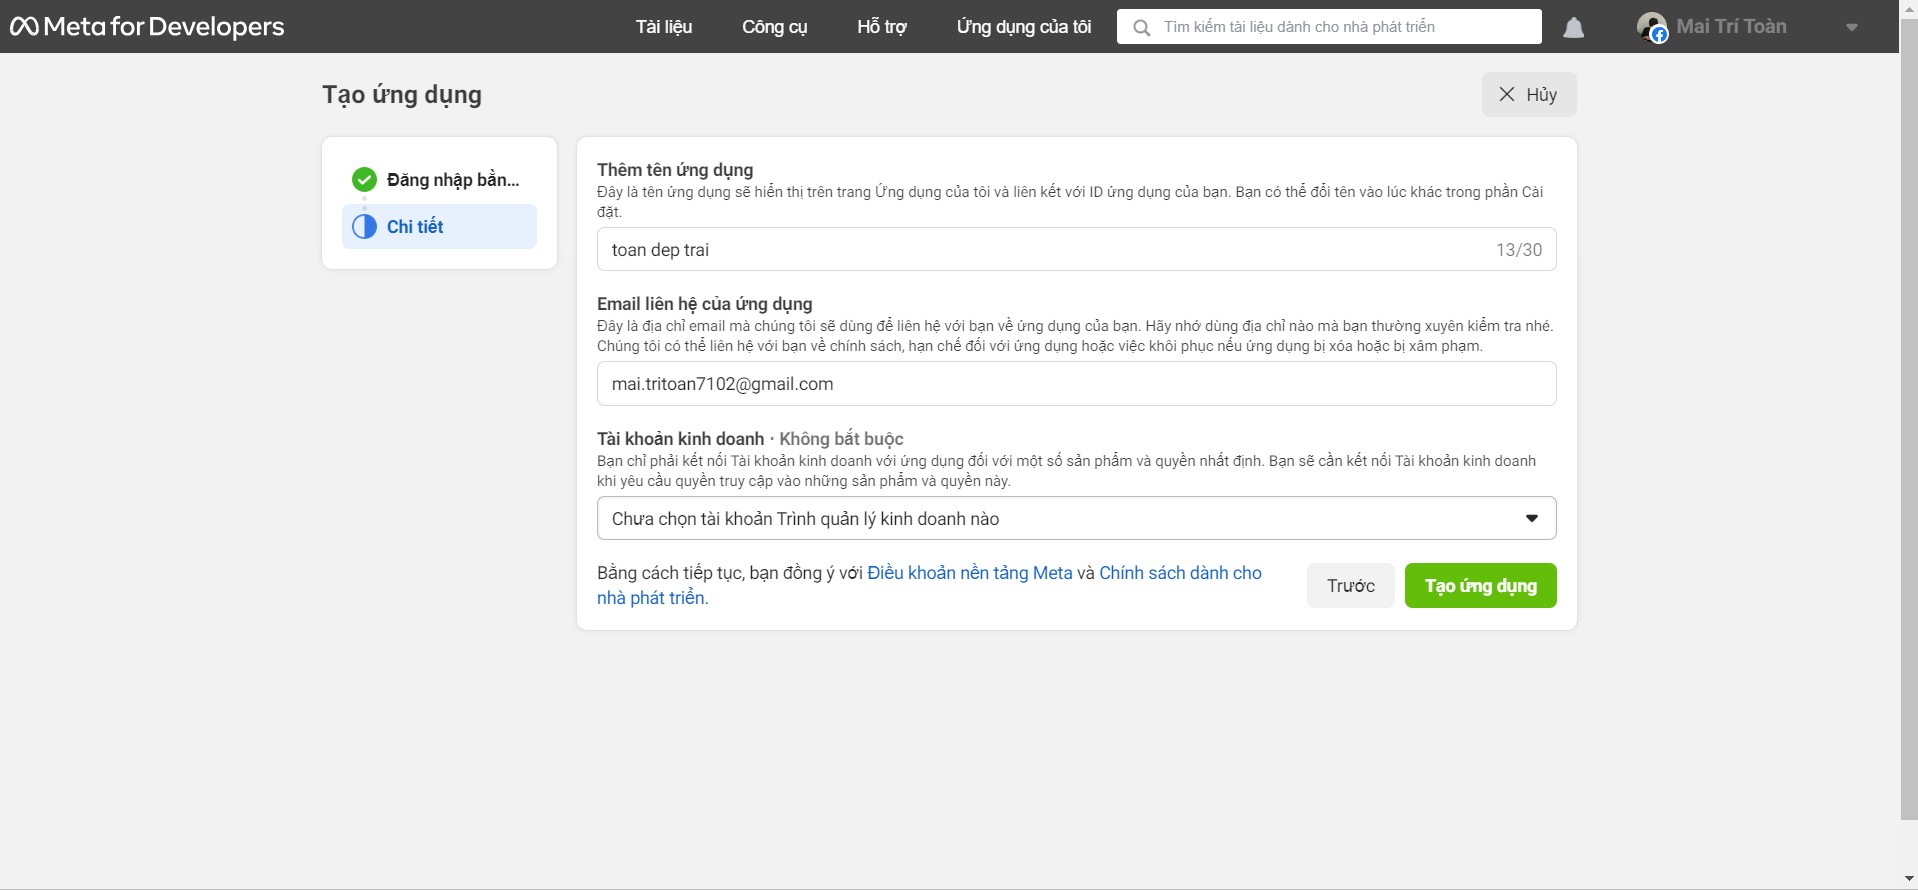 Meta for Developers
Tài liệu
Công cụ
Hỗ trợ
Ứng dụng của tôi
Tìm kiếm tài liệu dành cho nhà phát triển
Mai Trí Toàn
Tạo ứng dụng
Hủy
Đăng nhập bằn...
Chi tiết
Thêm tên ứng dụng
Đây là tên ứng dụng sẽ hiển thị trên trang Ứng dụng của tôi và liên kết với ID ứng dụng của bạn. Bạn có thể đổi tên vào lúc khác trong phần Cài
đặt.
toan dep trai
13/30
Email liên hệ của ứng dụng
Đây là địa chỉ email mà chúng tôi sẽ dùng để liên hệ với bạn về ứng dụng của bạn. Hãy nhớ dùng địa chỉ nào mà bạn thường xuyên kiểm tra nhé.
Chúng tôi có thể liên hệ với bạn về chính sách, hạn chế đối với ứng dụng hoặc việc khôi phục nếu ứng dụng bị xóa hoặc bị xâm phạm.
mai.tritoan7102@gmail.com
Tài khoản kinh doanh · Không bắt buộc
Bạn chỉ phải kết nối Tài khoản kinh doanh với ứng dụng đối với một số sản phẩm và quyền nhất định. Bạn sẽ cần kết nối Tài khoản kinh doanh
khi yêu cầu quyền truy cập vào những sản phẩm và quyền này.
Chưa chọn tài khoản Trình quản lý kinh doanh nào
Bằng cách tiếp tục, bạn đồng ý với Điều khoản nền tảng Meta và Chính sách dành cho
nhà phát triển.
Trước
Tạo ứng dụng